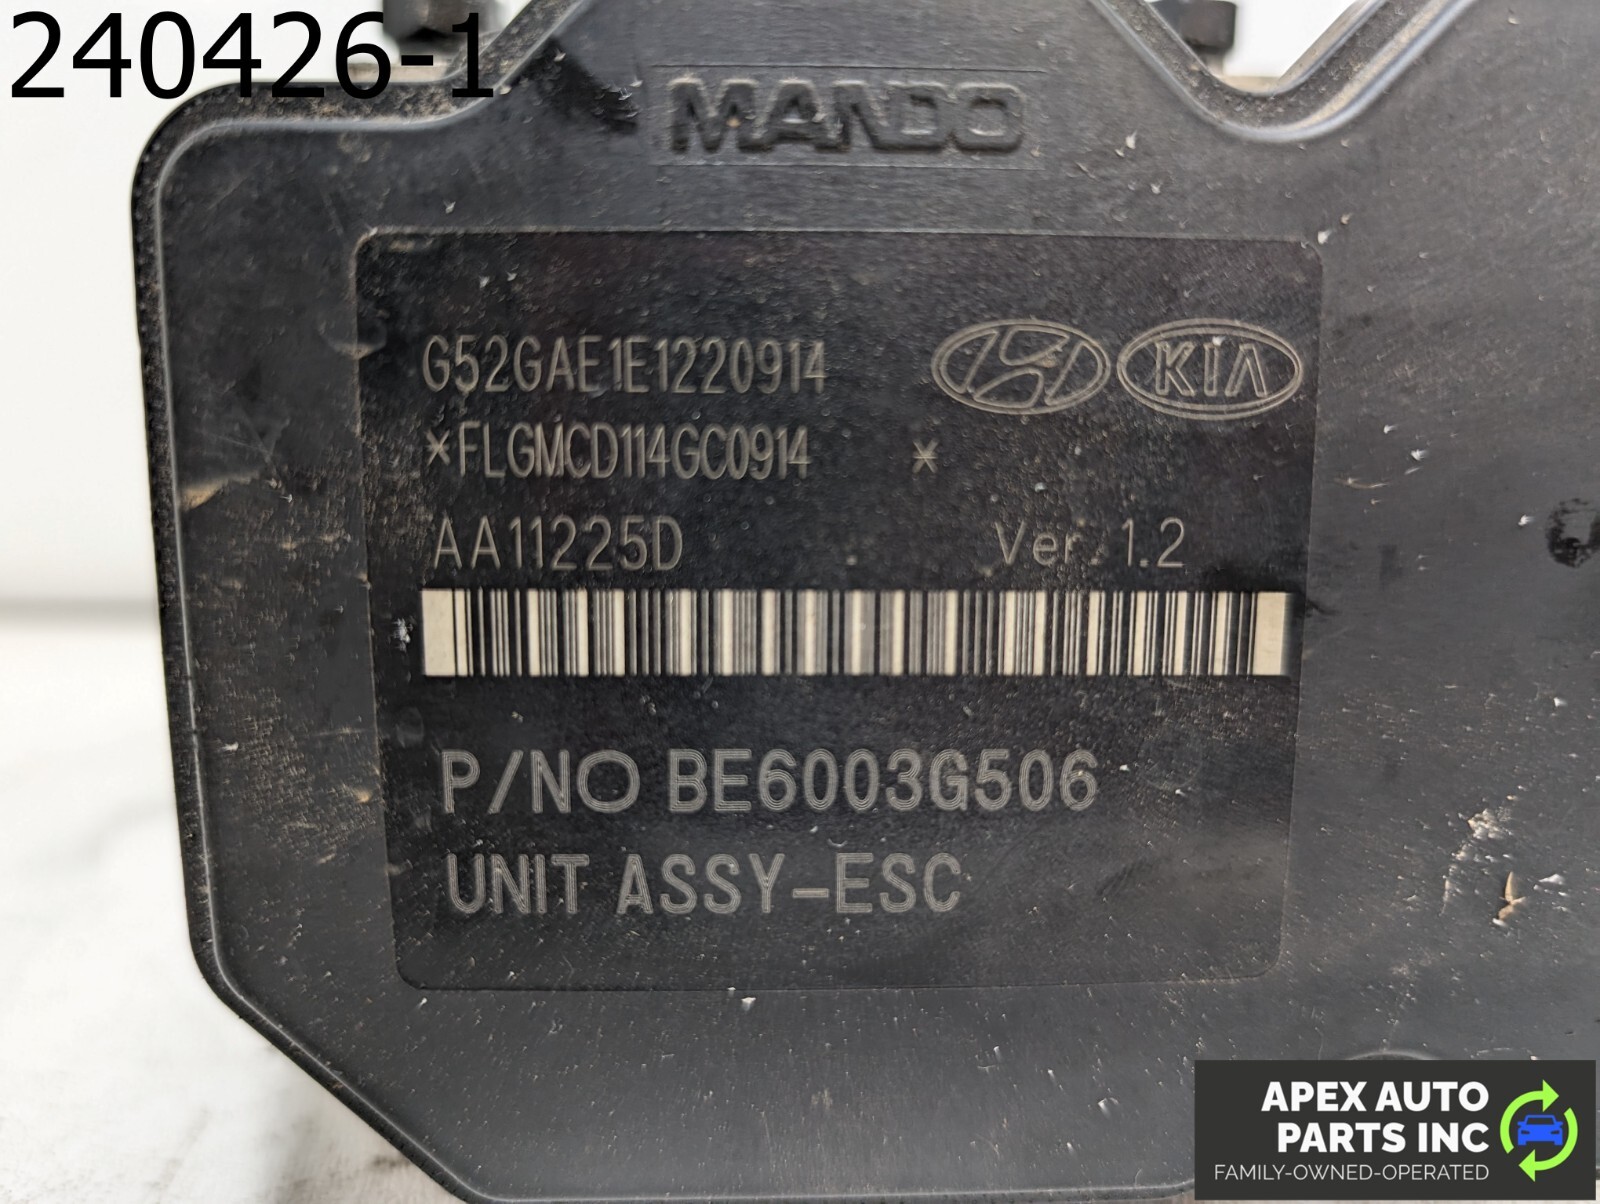 240426-1
MANDO
G52GAE1E1220914
KIA
*FLGMCD114GC0914 *
AA11225D Ver. 1.2
P/NO BE6003G506
UNIT ASSY-ESC
APEX AUTO
PARTS INC
FAMILY-OWNED-OPERATED